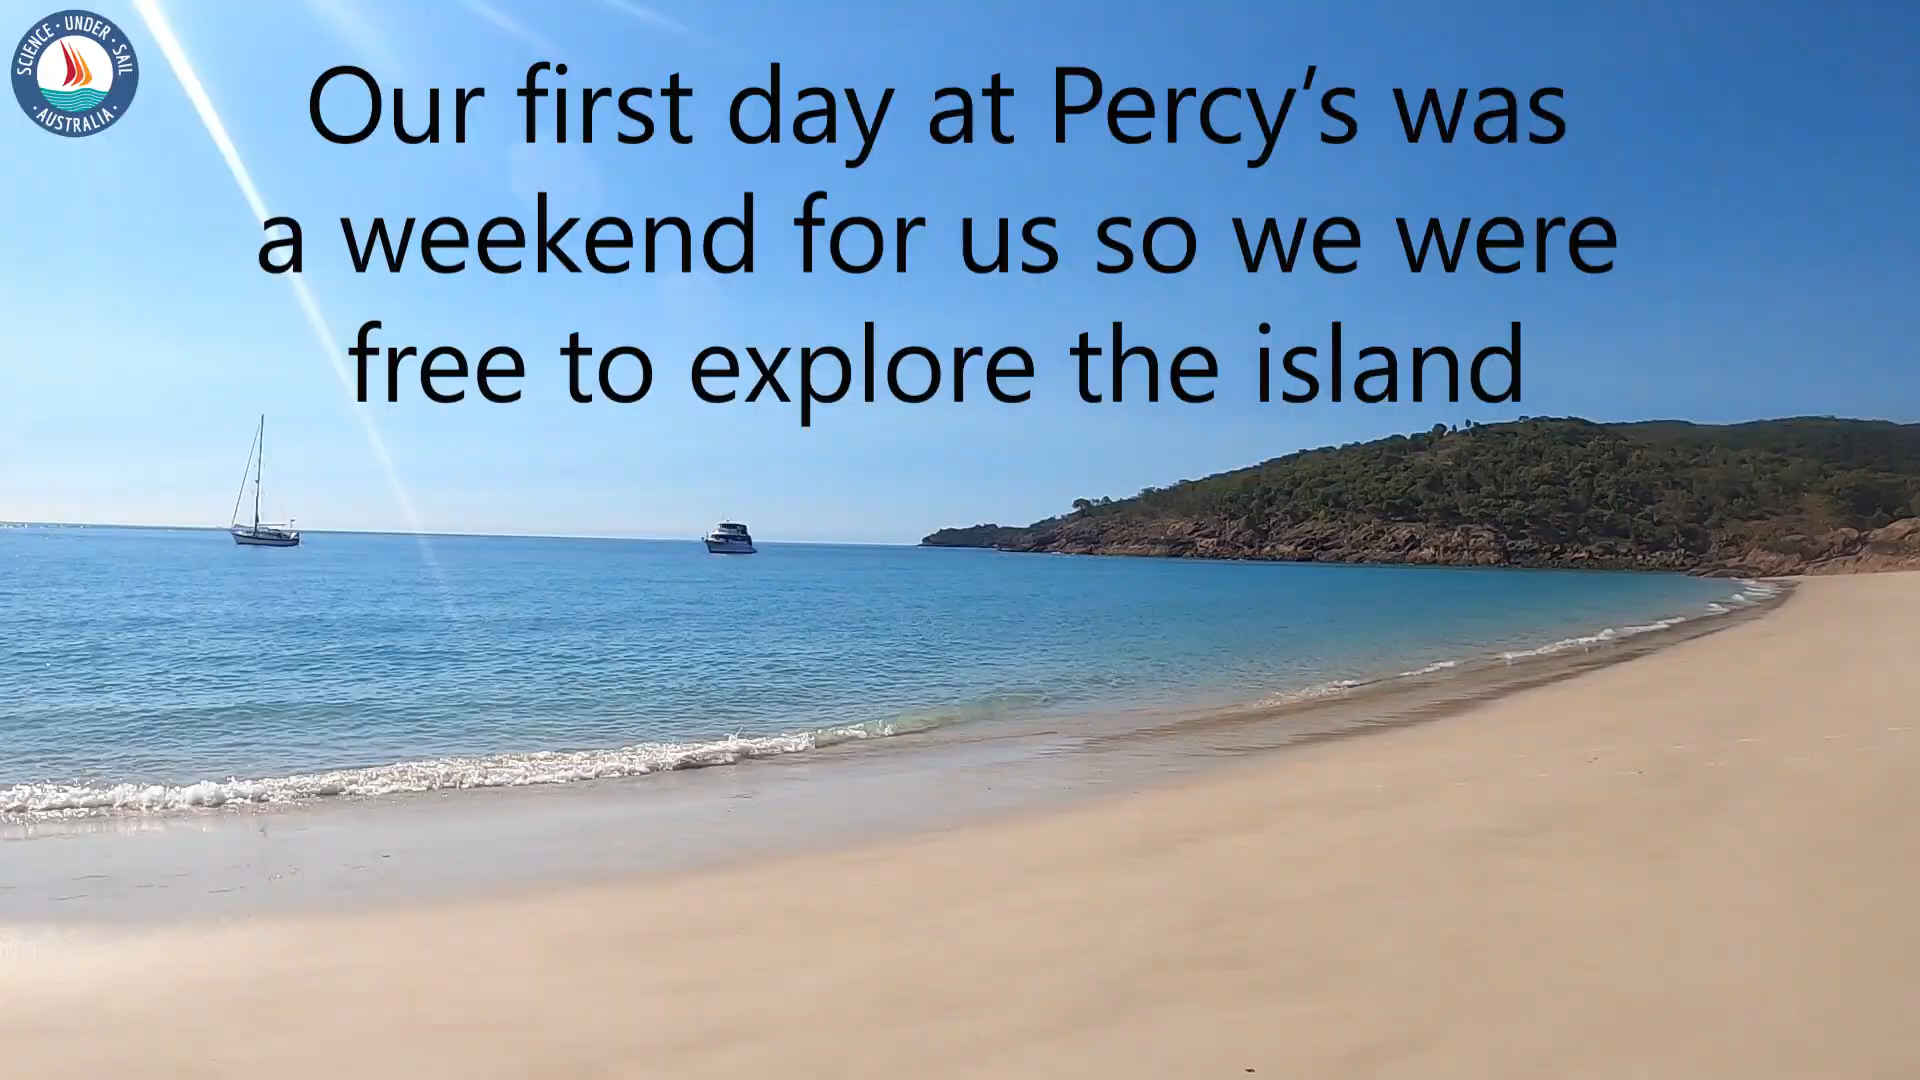 SCIENCE · UNDER · SAIL
· AUSTRALIA ·
Our first day at Percy’s was
a weekend for us so we were
free to explore the island